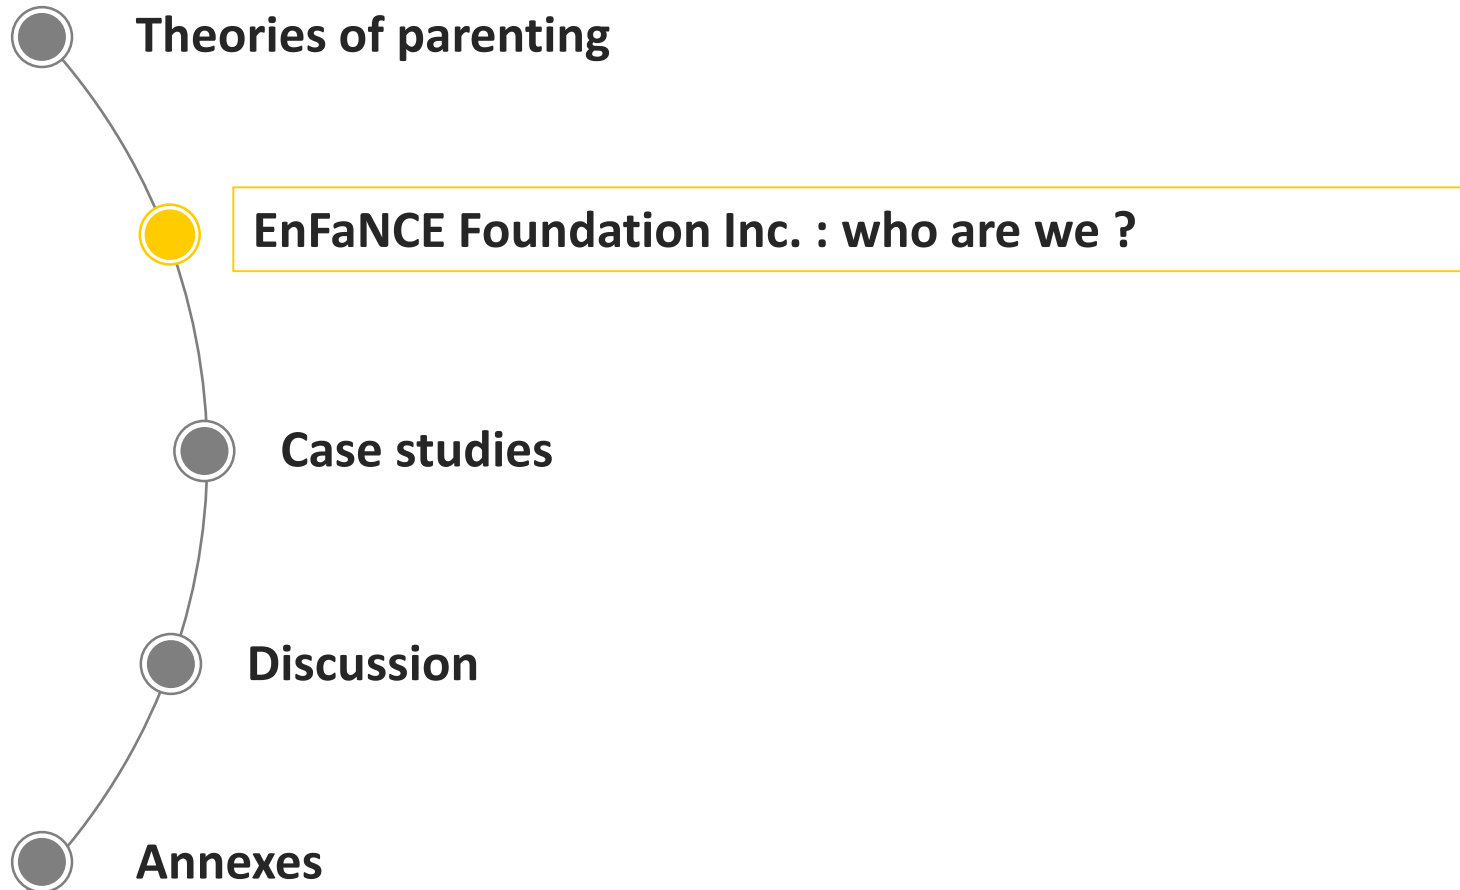 Theories of parenting
EnFaNCE Foundation Inc. : who are we ?
Case studies
Discussion
Annexes